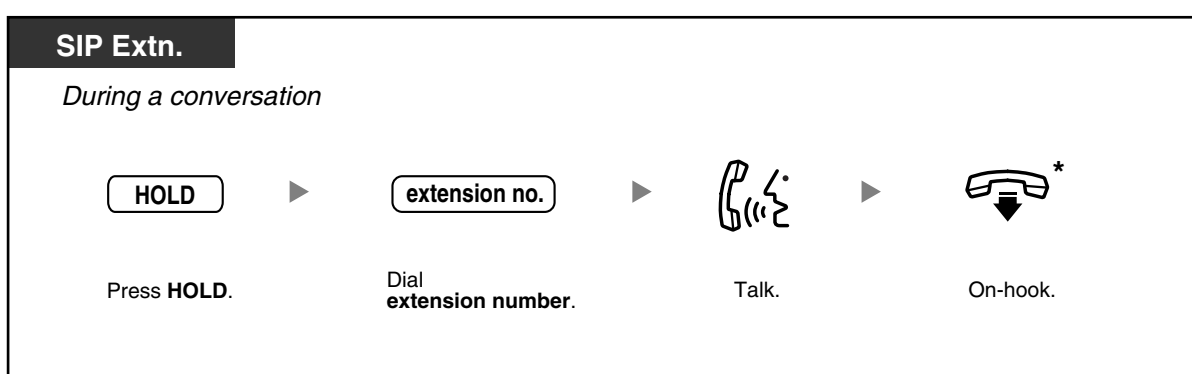 SIP Extn.
During a conversation
HOLD
extension no.
*
Press HOLD.
Dial
extension number.
Talk.
On-hook.